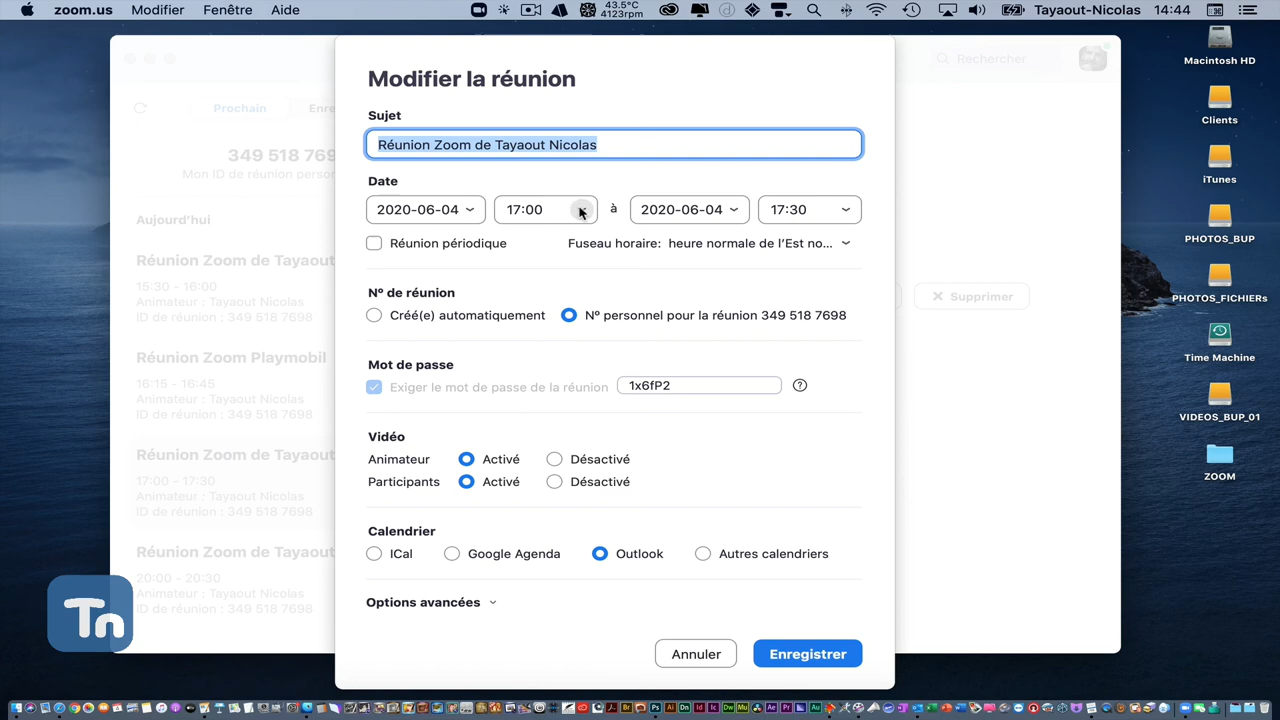 zoom.us Modifier Fenêtre Aide 43.5°C 4123rpm Tayaout-Nicolas 14:44
Rechercher
Prochain Enre
349 518 769
Mon ID de réunion person
Aujourd'hui
Réunion Zoom de Tayaout
15:30 - 16:00
Animateur : Tayaout Nicolas
ID de réunion : 349 518 7698
Réunion Zoom Playmobil
16:15 - 16:45
Animateur : Tayaout Nicolas
ID de réunion : 349 518 7698
Réunion Zoom de Tayaout
17:00 - 17:30
Animateur : Tayaout Nicolas
ID de réunion : 349 518 7698
Réunion Zoom de Tayaout
20:00 - 20:30
Animateur : Tayaout Nicolas
ID de réunion : 349 518 7698
Tn
Modifier la réunion
Sujet
Réunion Zoom de Tayaout Nicolas
Date
2020-06-04 17:00 à 2020-06-04 17:30
Réunion périodique Fuseau horaire: heure normale de l'Est no...
N° de réunion
Créé(e) automatiquement N° personnel pour la réunion 349 518 7698
Mot de passe
Exiger le mot de passe de la réunion 1x6fP2
Vidéo
Animateur Activé Désactivé
Participants Activé Désactivé
Calendrier
ICal Google Agenda Outlook Autres calendriers
Options avancées
Annuler Enregistrer
Supprimer
Macintosh HD
Clients
iTunes
PHOTOS_BUP
PHOTOS_FICHIERs
Time Machine
VIDEOS_BUP_01
ZOOM